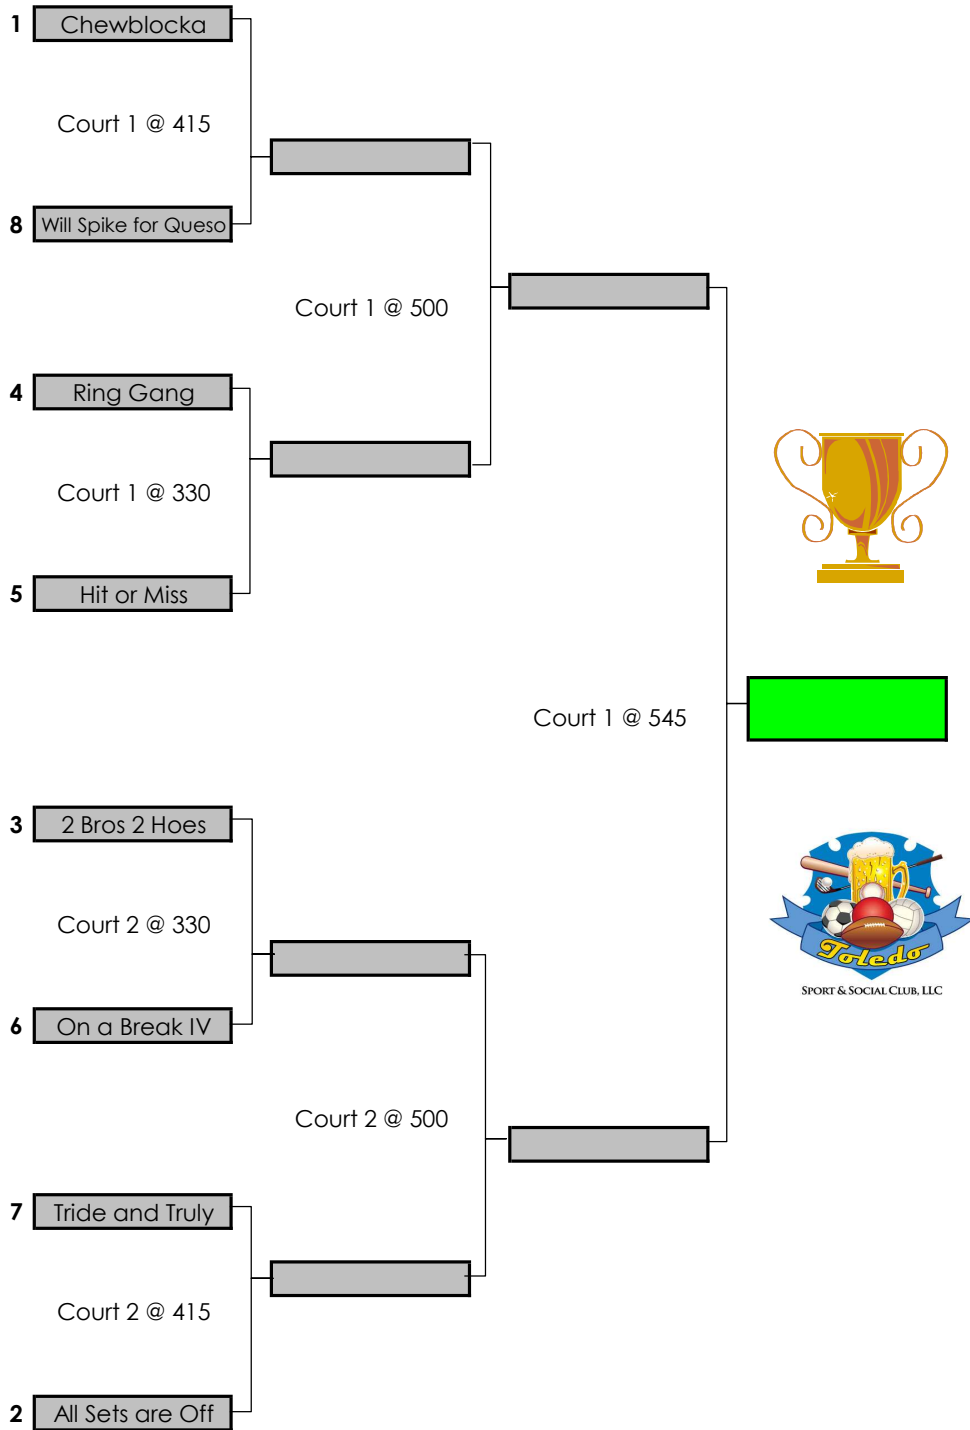 1 Chewblocka
Court 1 @ 415
8 Will Spike for Queso
Court 1 @ 500
4 Ring Gang
Court 1 @ 330
5 Hit or Miss
Court 1 @ 545
3 2 Bros 2 Hoes
Court 2 @ 330
6 On a Break IV
Court 2 @ 500
7 Tride and Truly
Court 2 @ 415
2 All Sets are Off
Toledo
SPORT & SOCIAL CLUB, LLC